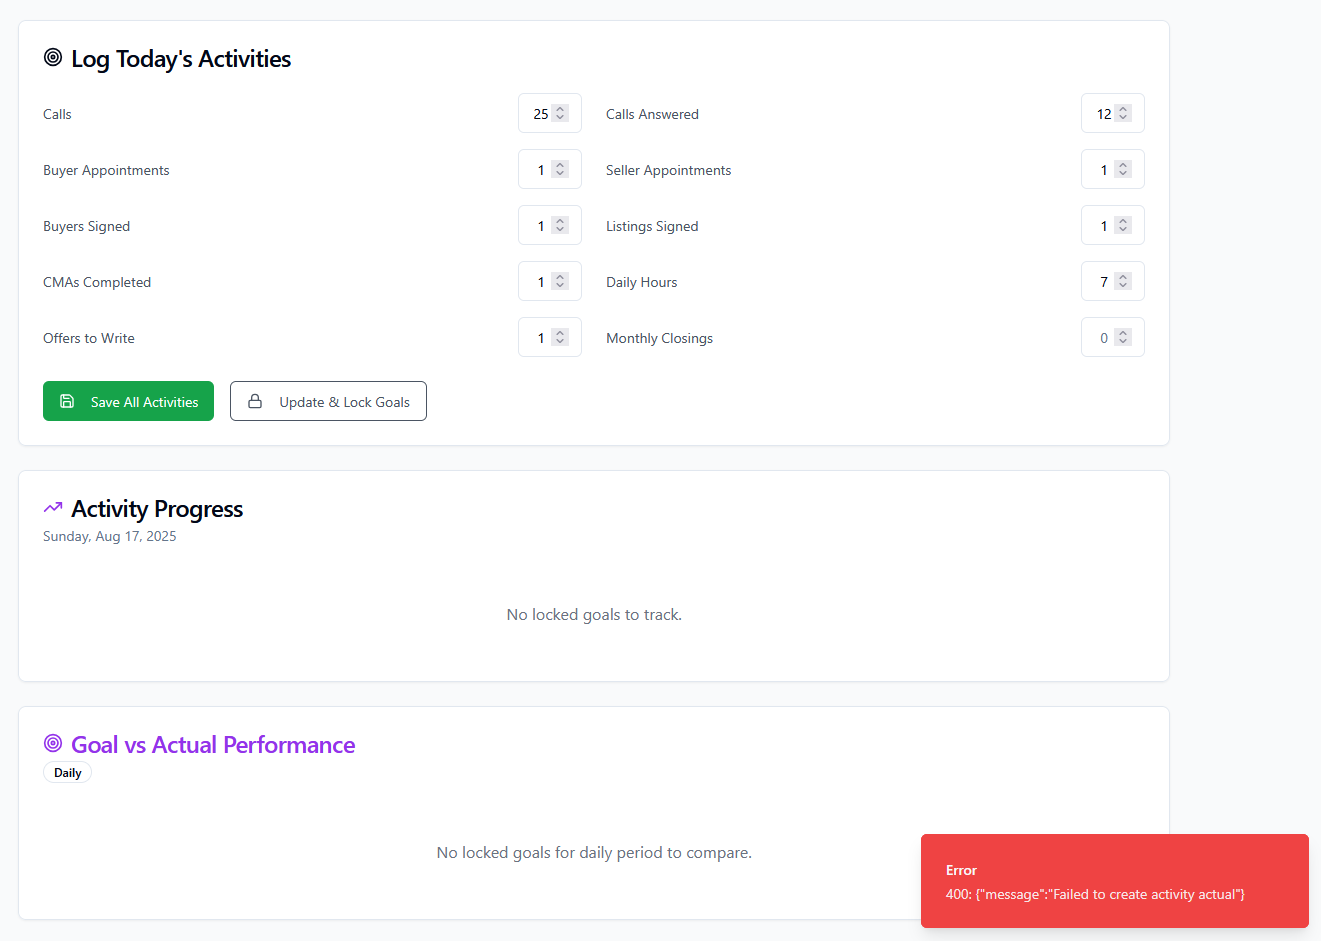 Log Today's Activities
Calls 25 Calls Answered 12
Buyer Appointments 1 Seller Appointments 1
Buyers Signed 1 Listings Signed 1
CMAs Completed 1 Daily Hours 7
Offers to Write 1 Monthly Closings 0
Save All Activities Update & Lock Goals
Activity Progress
Sunday, Aug 17, 2025
No locked goals to track.
Goal vs Actual Performance
Daily
No locked goals for daily period to compare.
Error
400: {"message":"Failed to create activity actual"}